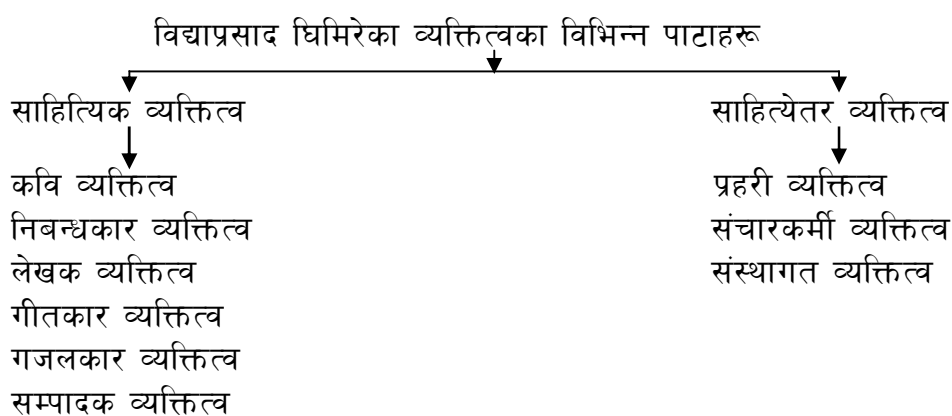 विद्याप्रसाद घिमिरेका व्यक्तित्वका विभिन्न पाटाहरू
साहित्यिक व्यक्तित्व
साहित्येतर व्यक्तित्व
कवि व्यक्तित्व
निबन्धकार व्यक्तित्व
लेखक व्यक्तित्व
गीतकार व्यक्तित्व
गजलकार व्यक्तित्व
सम्पादक व्यक्तित्व
प्रहरी व्यक्तित्व
संचारकर्मी व्यक्तित्व
संस्थागत व्यक्तित्व